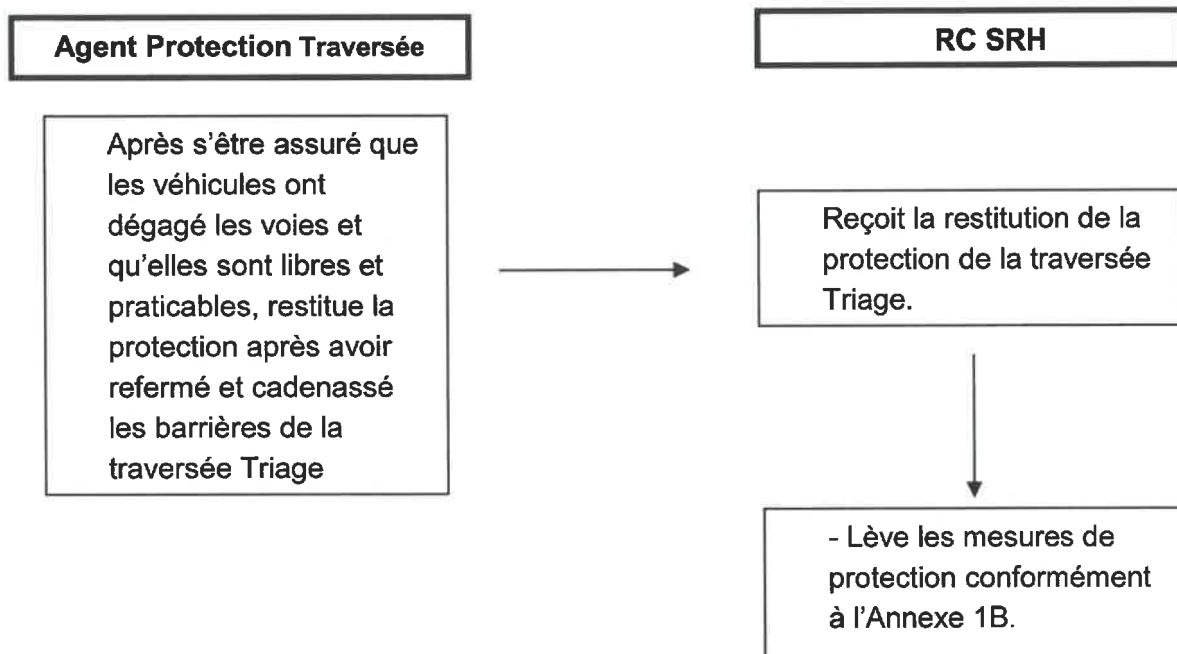 Agent Protection Traversée
RC SRH
Après s'être assuré que
les véhicules ont
dégagé les voies et
qu'elles sont libres et
praticables, restitue la
protection après avoir
refermé et cadenassé
les barrières de la
traversée Triage
Reçoit la restitution de la
protection de la traversée
Triage.
- Lève les mesures de
protection conformément
à l'Annexe 1B.